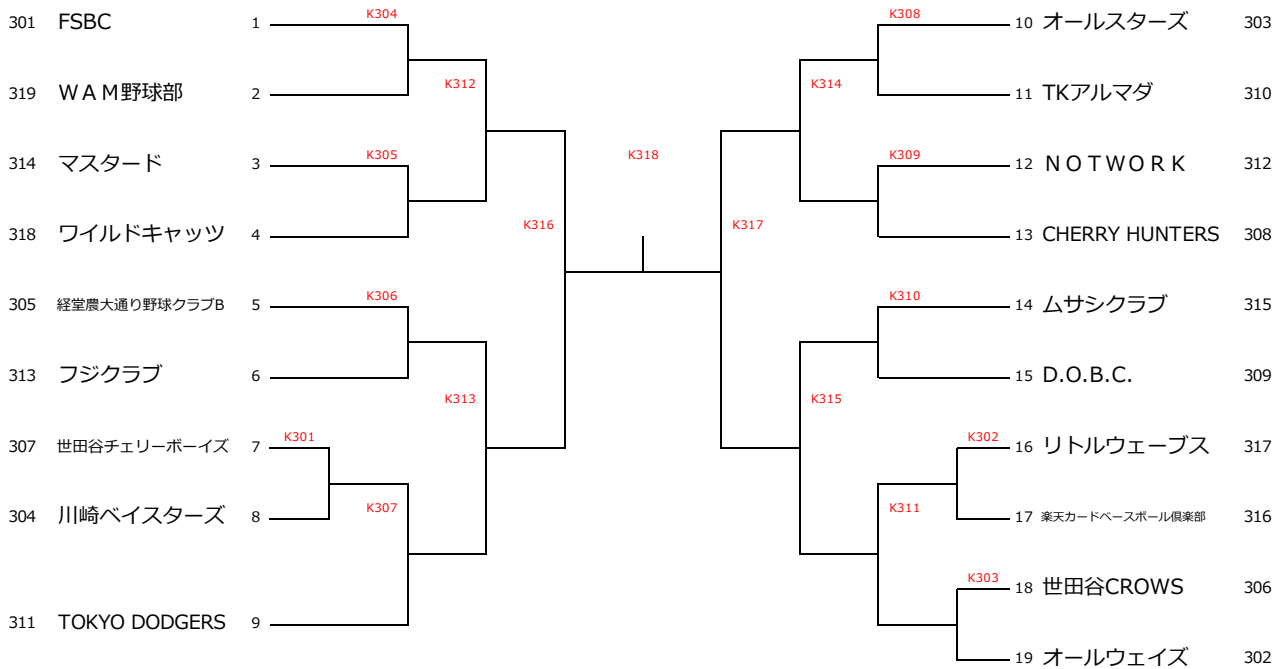 301 FSBC 1 K304
K308 10 オールスターズ 303
K312
K314
319 ＷＡＭ野球部 2
11 TKアルマダ 310
314 マスタード 3 K305
K318
K309 12 ＮＯＴＷＯＲＫ 312
K316
K317
318 ワイルドキャッツ 4
13 CHERRY HUNTERS 308
305 経堂農大通り野球クラブB 5 K306
K310 14 ムサシクラブ 315
313 フジクラブ 6
15 D.O.B.C. 309
K313
K315
307 世田谷チェリーボーイズ 7 K301
K302 16 リトルウェーブス 317
K307
K311
304 川崎ベイスターズ 8
17 楽天カードベースボール倶楽部 316
K303 18 世田谷CROWS 306
311 TOKYO DODGERS 9
19 オールウェイズ 302